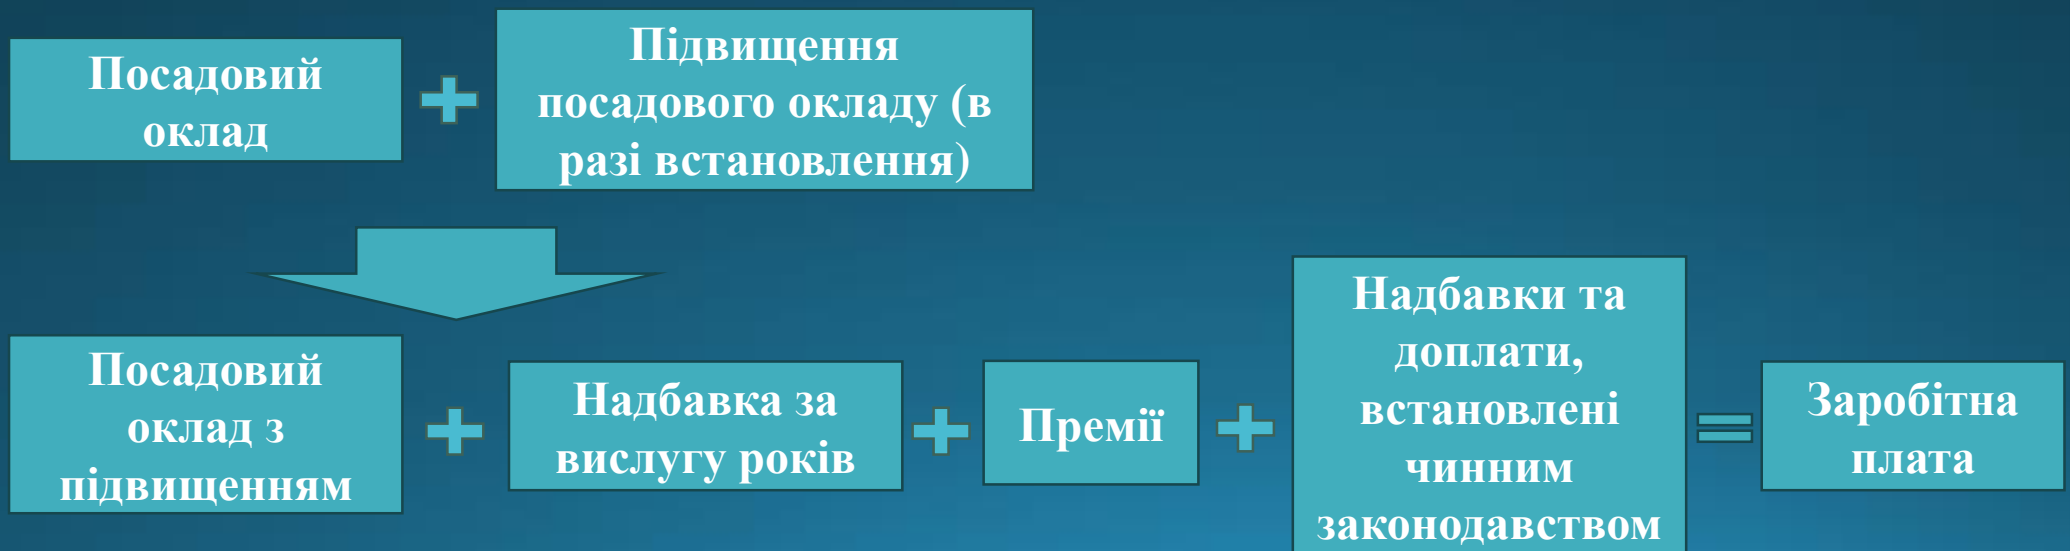 Посадовий
оклад
Підвищення
посадового окладу (в
разі встановлення)
Посадовий
оклад з
підвищенням
Надбавка за
вислугу років
Премії
Надбавки та
доплати,
встановлені
чинним
законодавством
Заробітна
плата